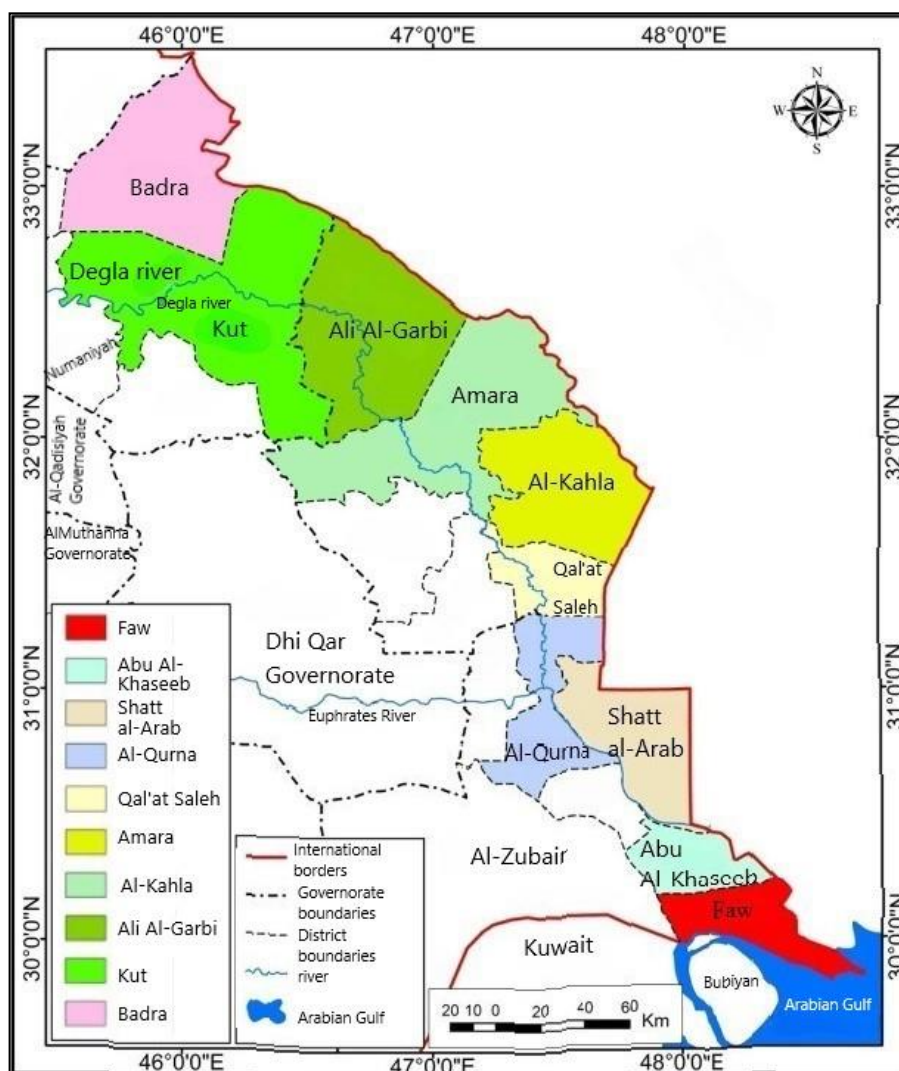 46°0'0"E
47°0'0"E
48°0'0"E
N
W
E
S
33°0'0"N
33°0'0"N
Badra
Degla river
Degla river
Kut
Ali Al-Garbi
Numaniyah
Amara
32°0'0"N
32°0'0"N
Al-Qadisiyah
Governorate
Al-Kahla
AlMuthanna
Governorate
Qal'at
Saleh
Dhi Qar
Governorate
31°0'0"N
31°0'0"N
Euphrates River
Shatt
al-Arab
Al-Qurna
Al-Zubair
Abu
Al Khaseeb
Faw
30°0'0"N
30°0'0"N
Kuwait
Bubiyan
Arabian Gulf
Faw
Abu Al-
Khaseeb
Shatt
al-Arab
Al-Qurna
Qal'at Saleh
Amara
Al-Kahla
Ali Al-Garbi
Kut
Badra
International
borders
Governorate
boundaries
District
boundaries
river
Arabian Gulf
20 10 0 20 40 60
Km
46°0'0"E
47°0'0"E
48°0'0"E